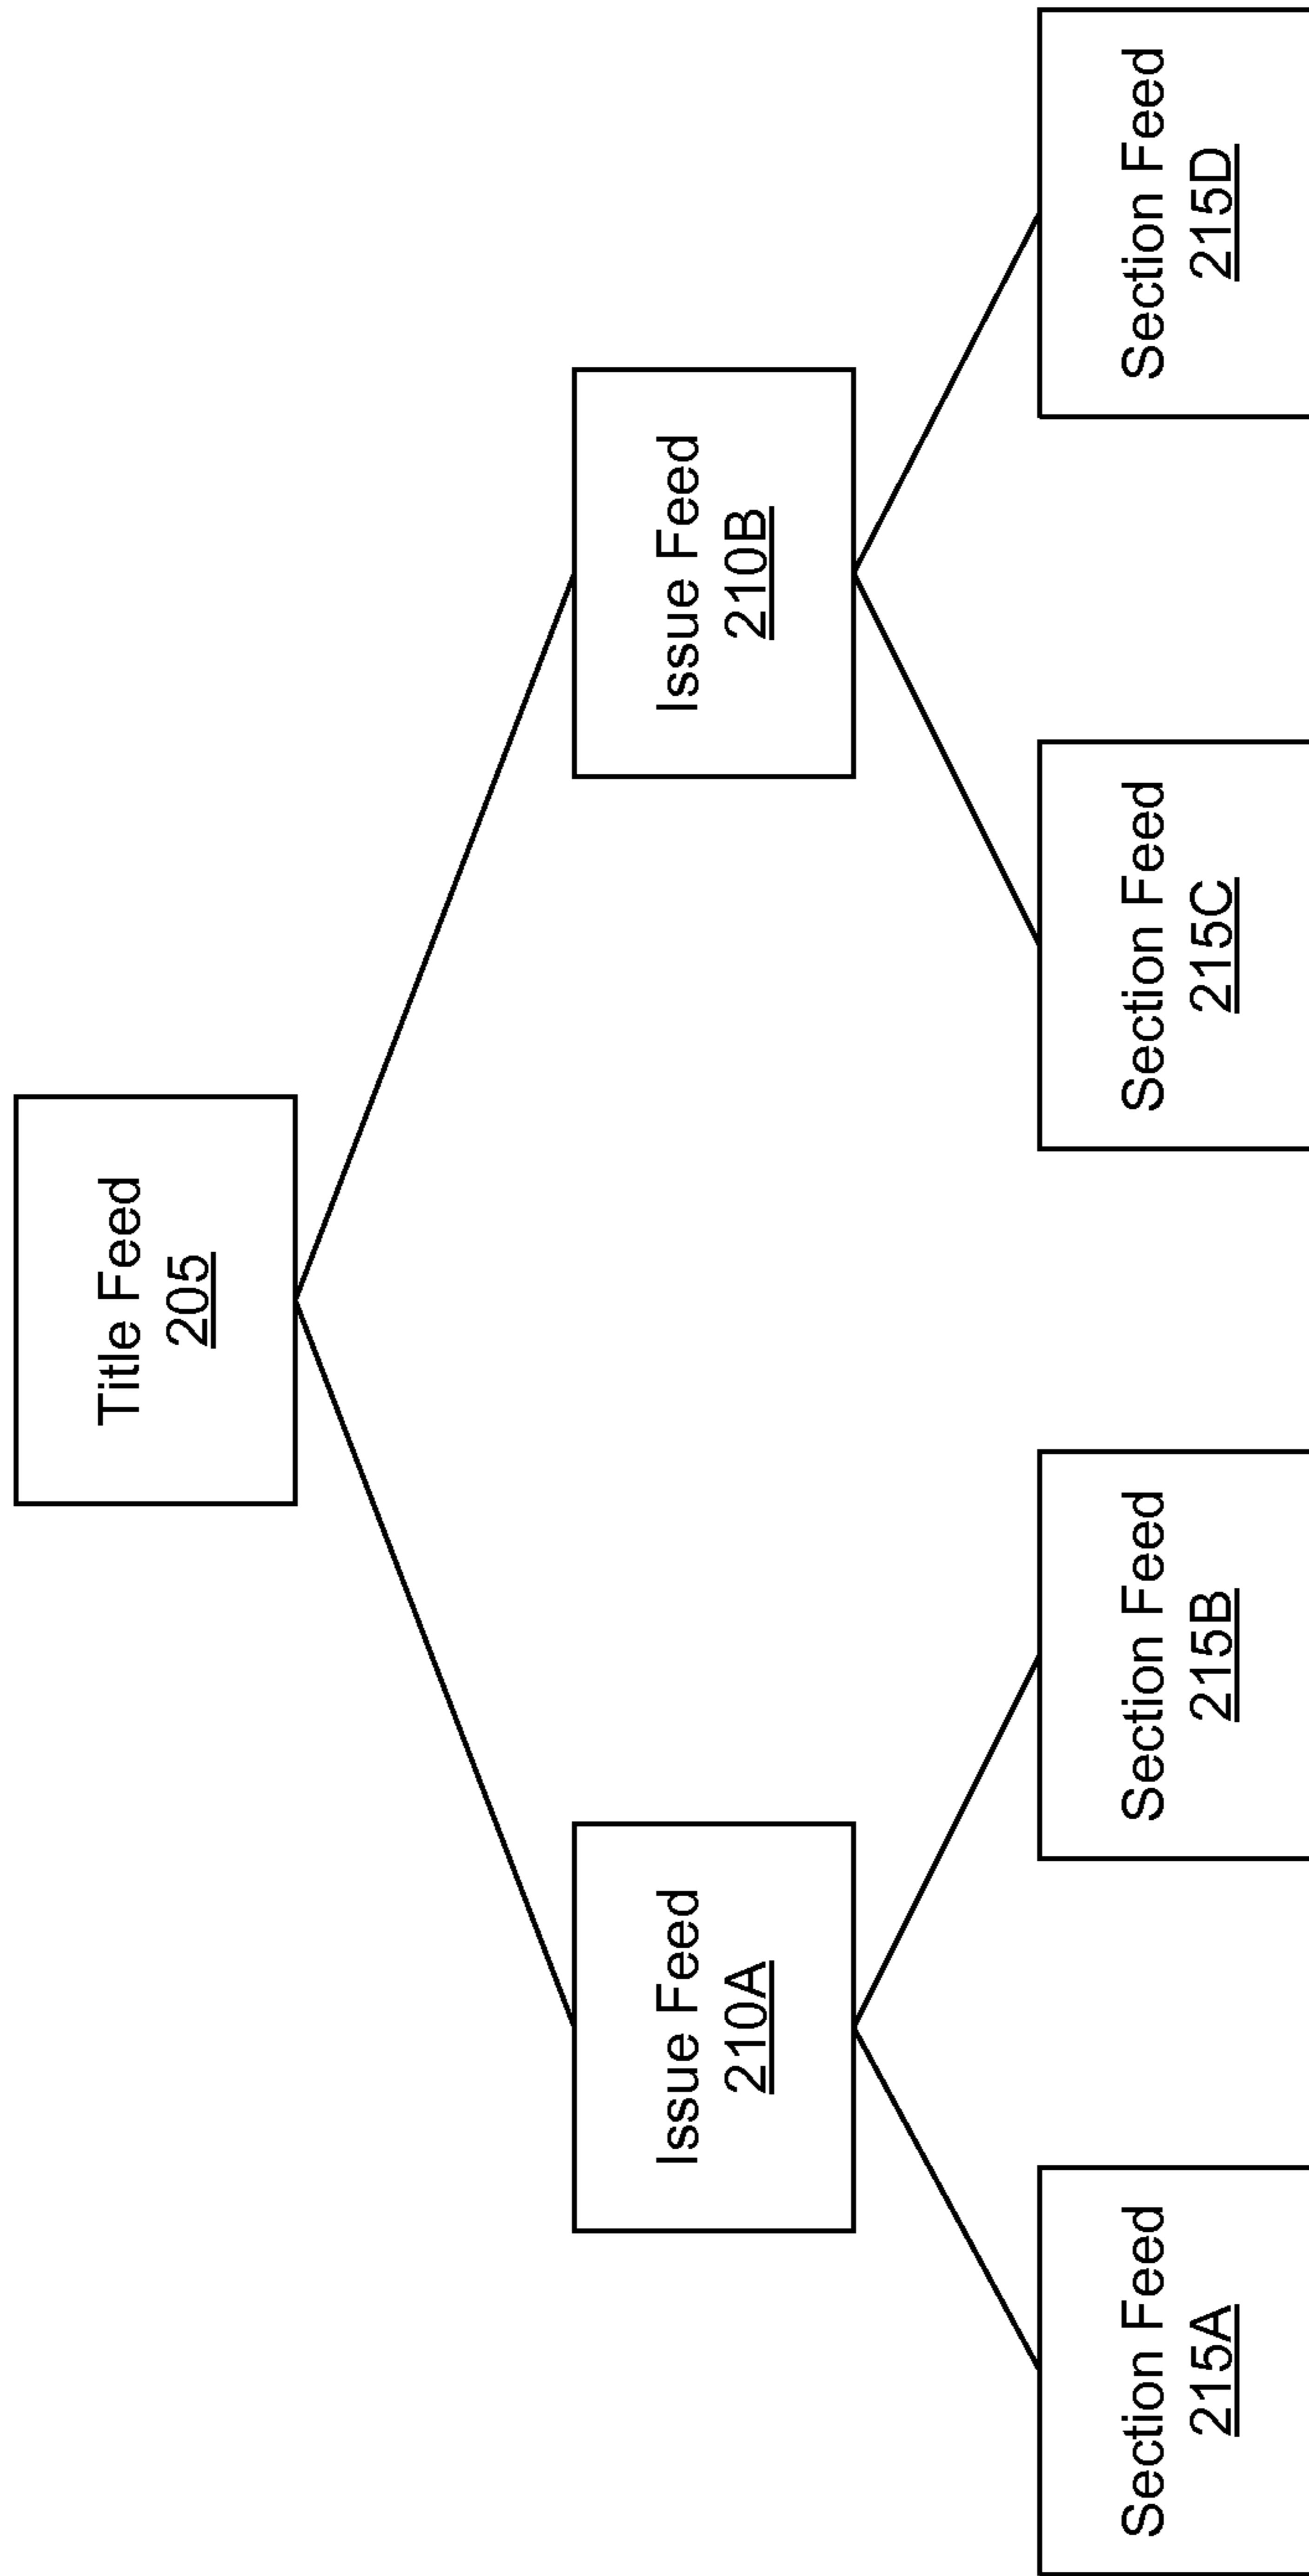 Title Feed
205
Issue Feed
210A
Issue Feed
210B
Section Feed
215A
Section Feed
215B
Section Feed
215C
Section Feed
215D